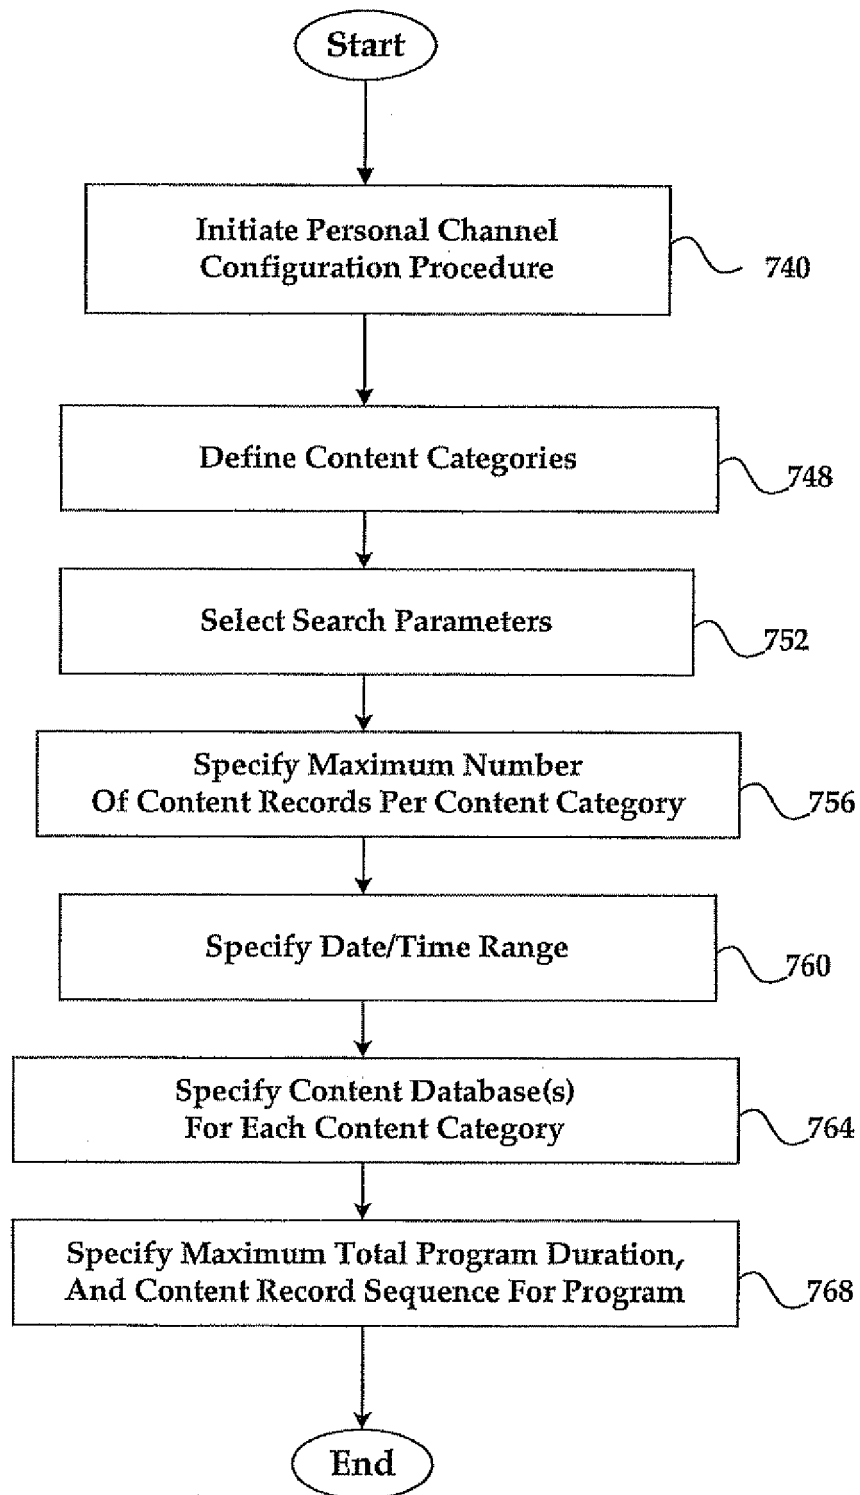 Start
Initiate Personal Channel
Configuration Procedure
740
Define Content Categories
748
Select Search Parameters
752
Specify Maximum Number
Of Content Records Per Content Category
756
Specify Date/Time Range
760
Specify Content Database(s)
For Each Content Category
764
Specify Maximum Total Program Duration,
And Content Record Sequence For Program
768
End